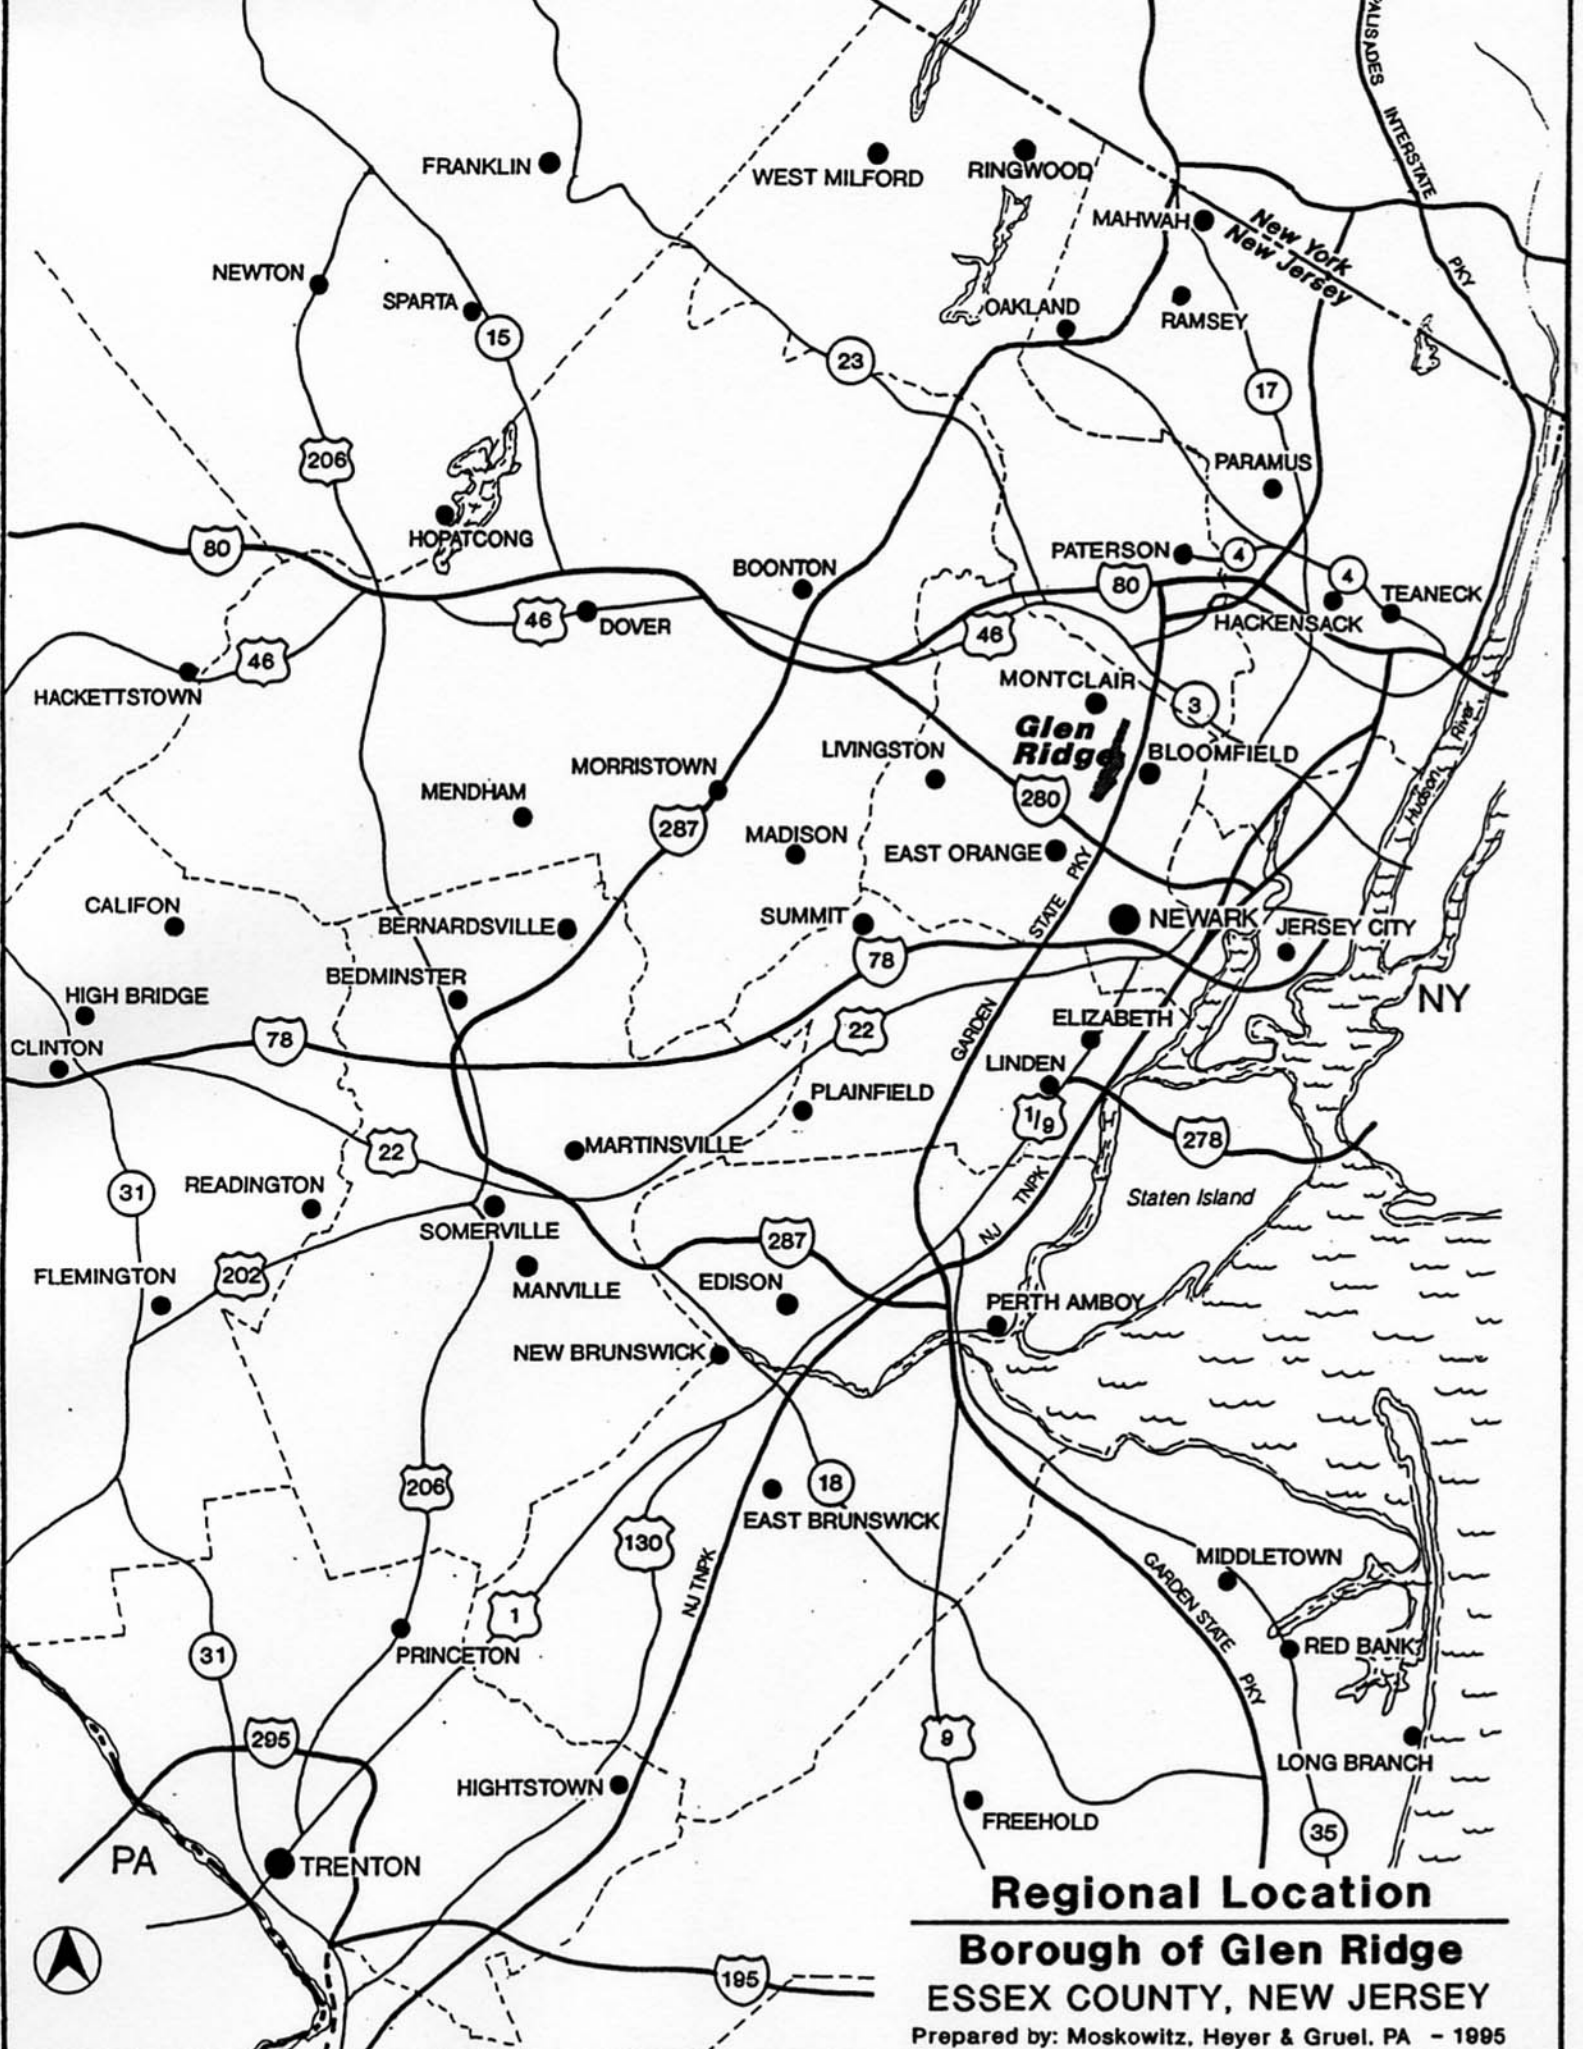 PALISADES INTERSTATE PKY
FRANKLIN
WEST MILFORD
RINGWOOD
MAHWAH
New York
New Jersey
NEWTON
SPARTA
15
OAKLAND
RAMSEY
23
17
206
PARAMUS
HOPATCONG
80
BOONTON
PATERSON
4
80
4
TEANECK
46
DOVER
46
HACKENSACK
46
HACKETTSTOWN
MONTCLAIR
3
Glen
Ridge
River
Hudson
LIVINGSTON
BLOOMFIELD
MORRISTOWN
MENDHAM
280
287
MADISON
EAST ORANGE
CALIFON
BERNARDSVILLE
SUMMIT
NEWARK
JERSEY CITY
GARDEN STATE PKY
78
BEDMINSTER
HIGH BRIDGE
NY
CLINTON
78
22
ELIZABETH
LINDEN
PLAINFIELD
1/9
278
22
MARTINSVILLE
31
READINGTON
NJ TNPK
Staten Island
SOMERVILLE
287
FLEMINGTON
202
MANVILLE
EDISON
PERTH AMBOY
NEW BRUNSWICK
206
18
EAST BRUNSWICK
130
NJ TNPK
MIDDLETOWN
GARDEN STATE PKY
1
31
PRINCETON
RED BANK
295
9
LONG BRANCH
HIGHTSTOWN
FREEHOLD
35
PA
TRENTON
195
Regional Location
Borough of Glen Ridge
ESSEX COUNTY, NEW JERSEY
Prepared by: Moskowitz, Heyer & Gruel, PA - 1995